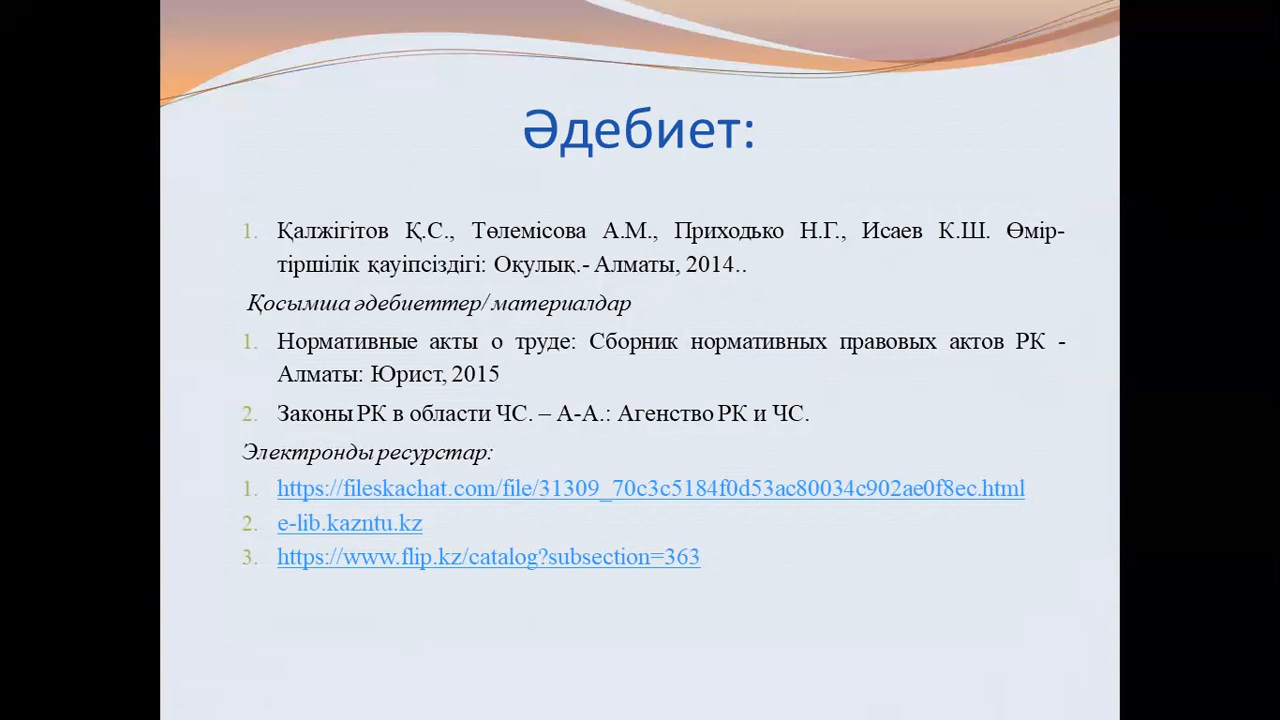 Әдебиет:
1. Қалжігітов Қ.С., Төлемісова А.М., Приходько Н.Г., Исаев К.Ш. Өмір-
тіршілік қауіпсіздігі: Оқулық.- Алматы, 2014..
Қосымша әдебиеттер/ материалдар
1. Нормативные акты о труде: Сборник нормативных правовых актов РК -
Алматы: Юрист, 2015
2. Законы РК в области ЧС. – А-А.: Агенство РК и ЧС.
Электронды ресурстар:
1. https://fileskachat.com/file/31309_70c3c5184f0d53ac80034c902ae0f8ec.html
2. e-lib.kazntu.kz
3. https://www.flip.kz/catalog?subsection=363